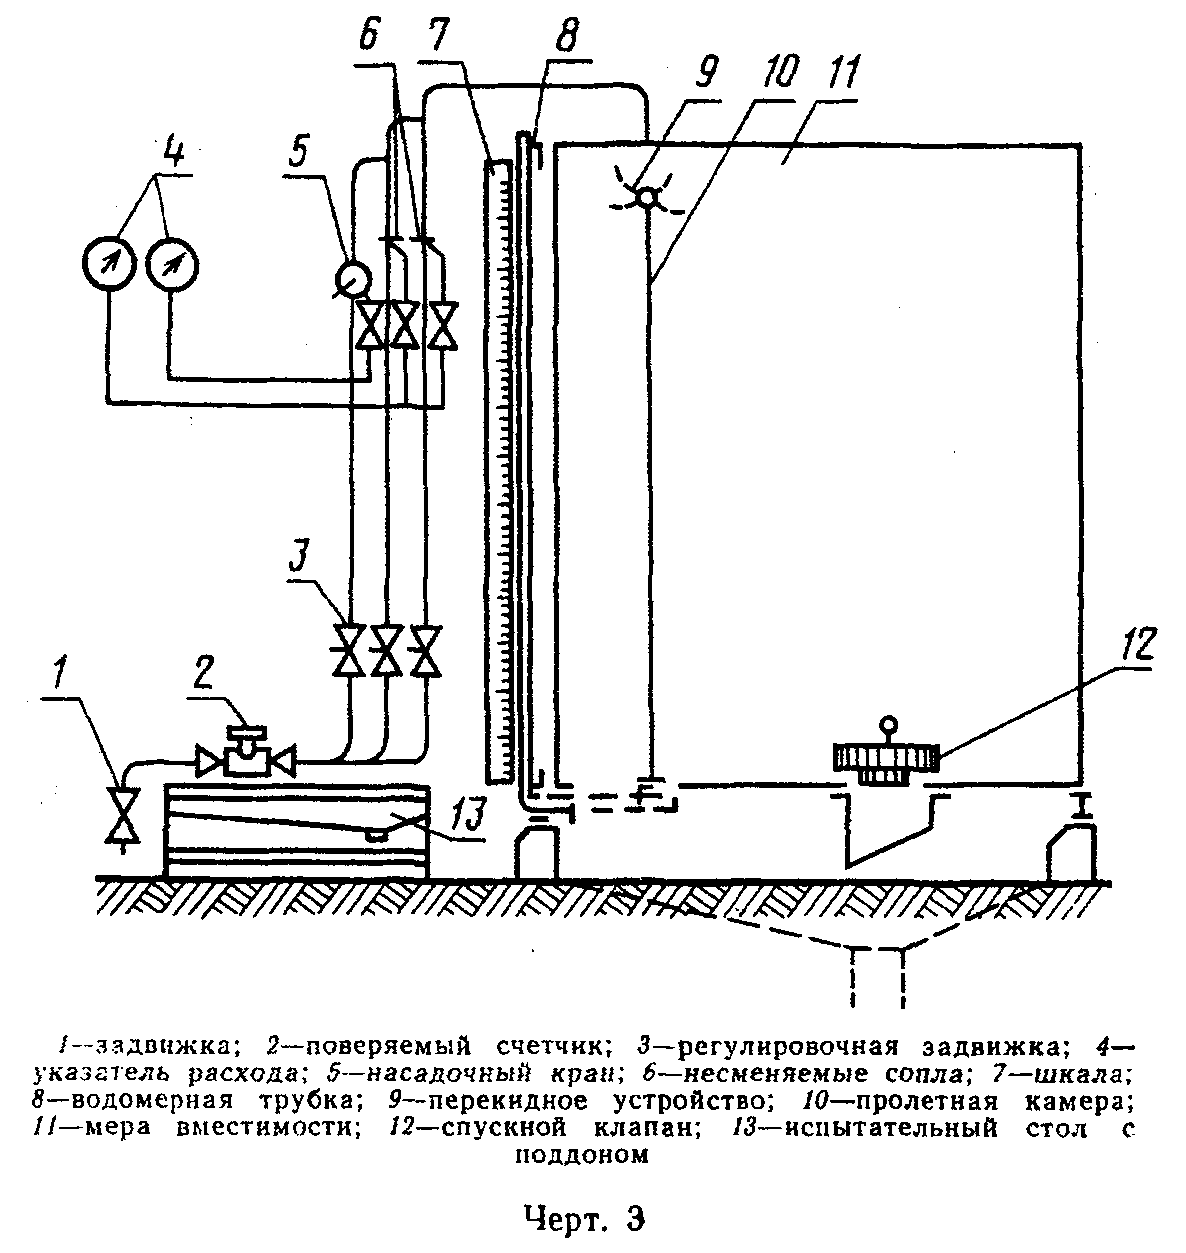 6 7 8
9 10 11
4 5
3
12
1 2
13
1—задвижка; 2—поверяемый счетчик; 3—регулировочная задвижка; 4—
указатель расхода; 5—насадочный кран; 6—несменяемые сопла; 7—шкала;
8—водомерная трубка; 9—перекидное устройство; 10—пролетная камера;
11—мера вместимости; 12—спускной клапан; 13—испытательный стол с
поддоном
Черт. 3